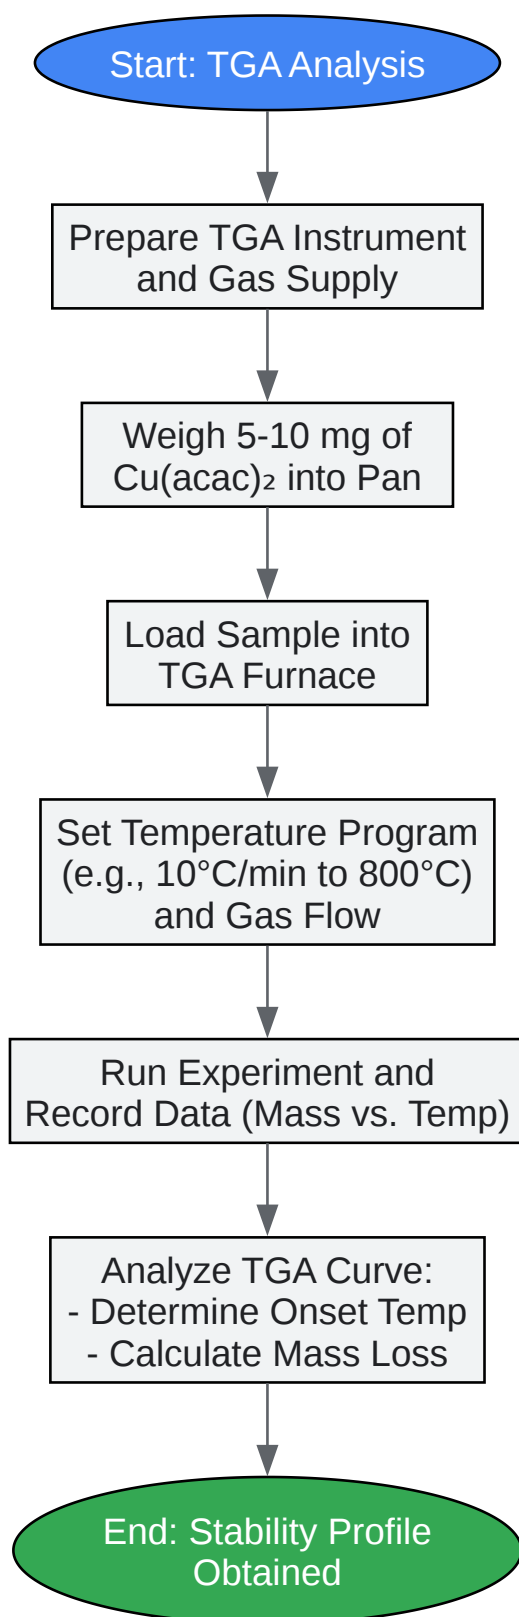 Start: TGA Analysis
Prepare TGA Instrument
and Gas Supply
Weigh 5-10 mg of
Cu(acac)₂ into Pan
Load Sample into
TGA Furnace
Set Temperature Program
(e.g., 10°C/min to 800°C)
and Gas Flow
Run Experiment and
Record Data (Mass vs. Temp)
Analyze TGA Curve:
- Determine Onset Temp
- Calculate Mass Loss
End: Stability Profile
Obtained